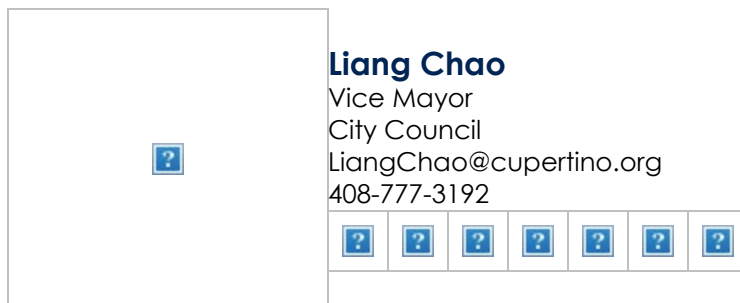 Liang Chao
Vice Mayor
City Council
LiangChao@cupertino.org
408-777-3192